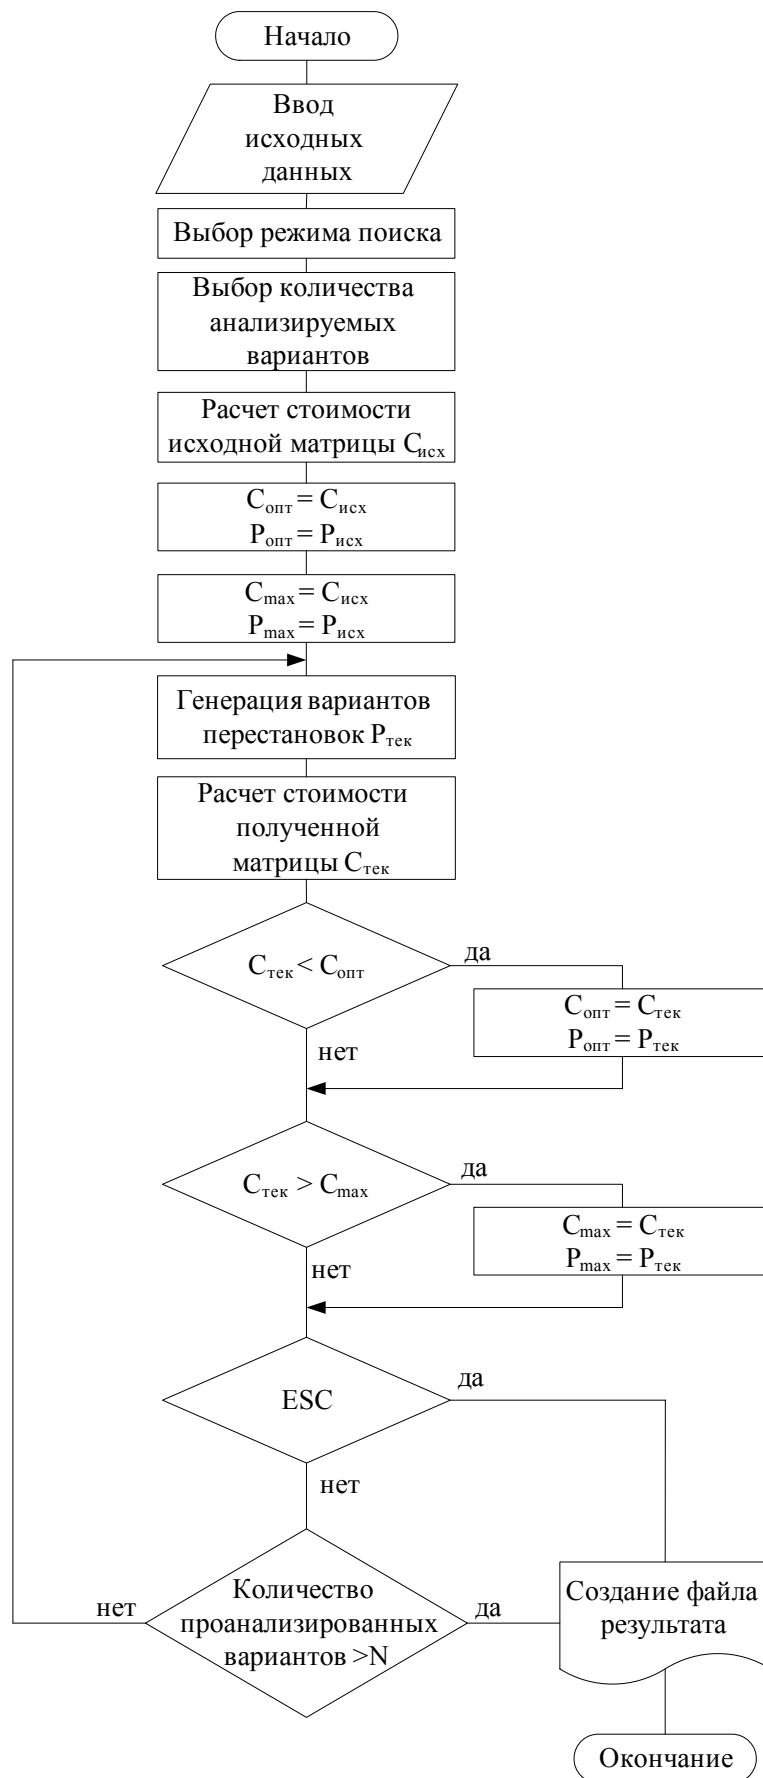 Начало
Ввод
исходных
данных
Выбор режима поиска
Выбор количества
анализируемых
вариантов
Расчет стоимости
исходной матрицы Сисх
Сопт = Сисх
Ропт = Рисх
Сmax = Сисх
Рmax = Рисх
Генерация вариантов
перестановок Ртек
Расчет стоимости
полученной
матрицы Стек
Стек < Сопт
да
Сопт = Стек
Ропт = Ртек
нет
Стек > Сmax
да
Сmax = Стек
Рmax = Ртек
нет
ESC
да
нет
Количество
проанализированных
вариантов >N
нет
да
Создание файла
результата
Окончание